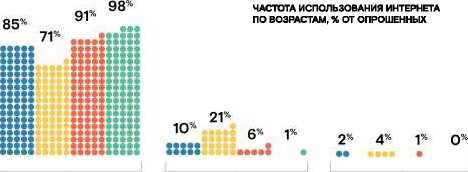 ЧАСТОТА ИСПОЛЬЗОВАНИЯ ИНТЕРНЕТА
ПО ВОЗРАСТАМ, % ОТ ОПРОШЕННЫХ
85% 71% 91% 98%
10% 21% 6% 1%
2% 4% 1% 0%